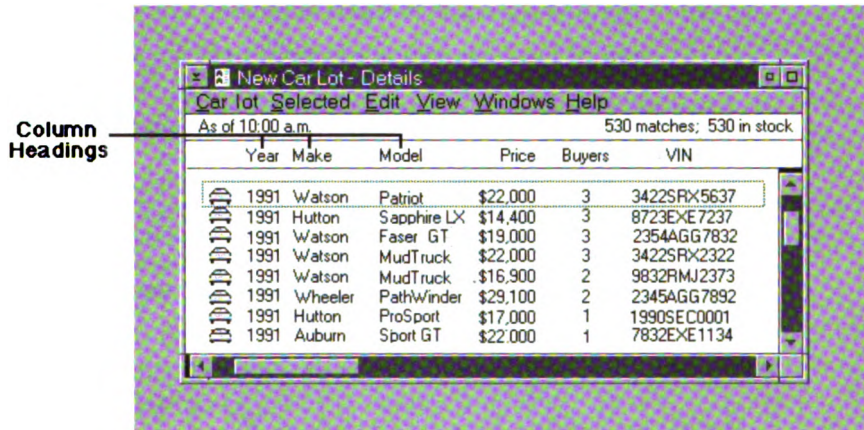 New Car Lot - Details
Car lot Selected Edit View Windows Help
As of 10:00 a.m. 530 matches; 530 in stock
Column Headings
Year Make Model Price Buyers VIN
1991 Watson Patriot $22,000 3 3422SRX5637
1991 Hutton Sapphire LX $14,400 3 8723EXE7237
1991 Watson Faser GT $19,000 3 2354AGG7832
1991 Watson MudTruck $22,000 3 3422SRX2322
1991 Watson MudTruck $16,900 2 9832RMJ2373
1991 Wheeler PathWinder $29,100 2 2345AGG7892
1991 Hutton ProSport $17,000 1 1990SEC0001
1991 Auburn Sport GT $22,000 1 7832EXE1134